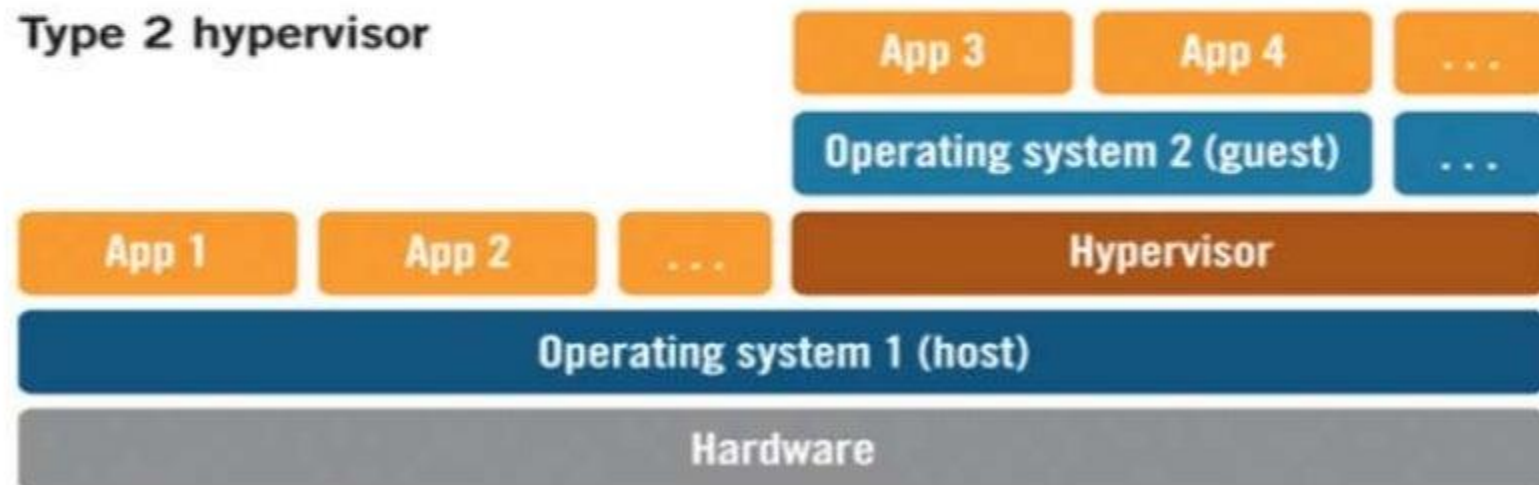 Type 2 hypervisor
App 3 App 4 ...
Operating system 2 (guest) ...
App 1 App 2 ... Hypervisor
Operating system 1 (host)
Hardware